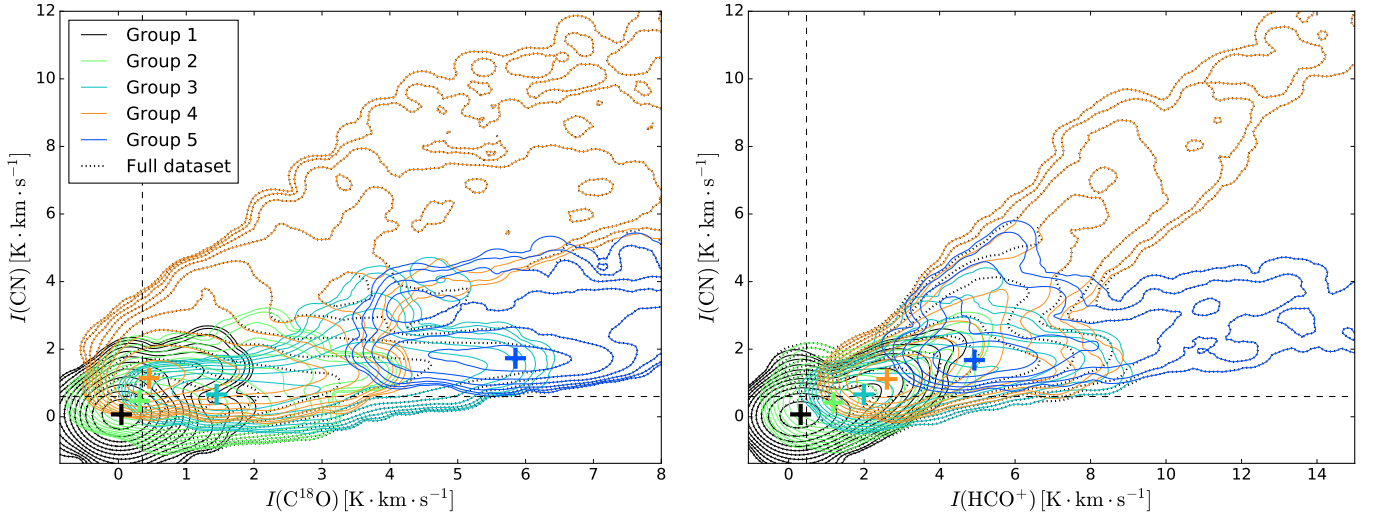 12
10
8
6
4
2
0
I(CN) [K · km · s⁻¹]
Group 1
Group 2
Group 3
Group 4
Group 5
Full dataset
0 1 2 3 4 5 6 7 8
I(C¹⁸O) [K · km · s⁻¹]
12
10
8
6
4
2
0
I(CN) [K · km · s⁻¹]
0 2 4 6 8 10 12 14
I(HCO⁺) [K · km · s⁻¹]